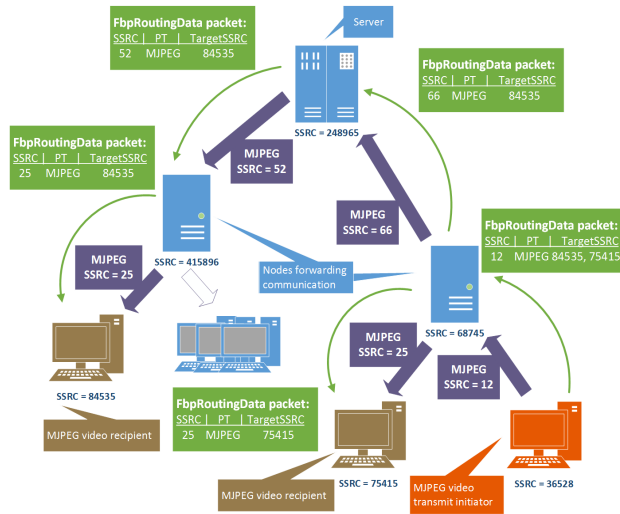 FbpRoutingData packet:
SSRC | PT | TargetSSRC
52 MJPEG 84535
Server
FbpRoutingData packet:
SSRC | PT | TargetSSRC
66 MJPEG 84535
SSRC = 248965
FbpRoutingData packet:
SSRC | PT | TargetSSRC
25 MJPEG 84535
MJPEG
SSRC = 52
MJPEG
SSRC = 66
FbpRoutingData packet:
SSRC | PT | TargetSSRC
12 MJPEG 84535, 75415
MJPEG
SSRC = 25
SSRC = 415896
Nodes forwarding
communication
SSRC = 68745
MJPEG
SSRC = 25
MJPEG
SSRC = 12
SSRC = 84535
MJPEG video recipient
FbpRoutingData packet:
SSRC | PT | TargetSSRC
25 MJPEG 75415
MJPEG video recipient
SSRC = 75415
MJPEG video
transmit initiator
SSRC = 36528